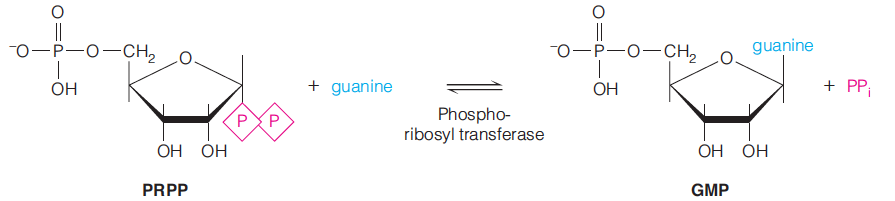 O
⁻O—P—O—CH₂
O
OH
P P
OH OH
PRPP
+ guanine
Phospho-
ribosyl transferase
O
⁻O—P—O—CH₂
O
guanine
OH
OH OH
GMP
+ PPᵢ